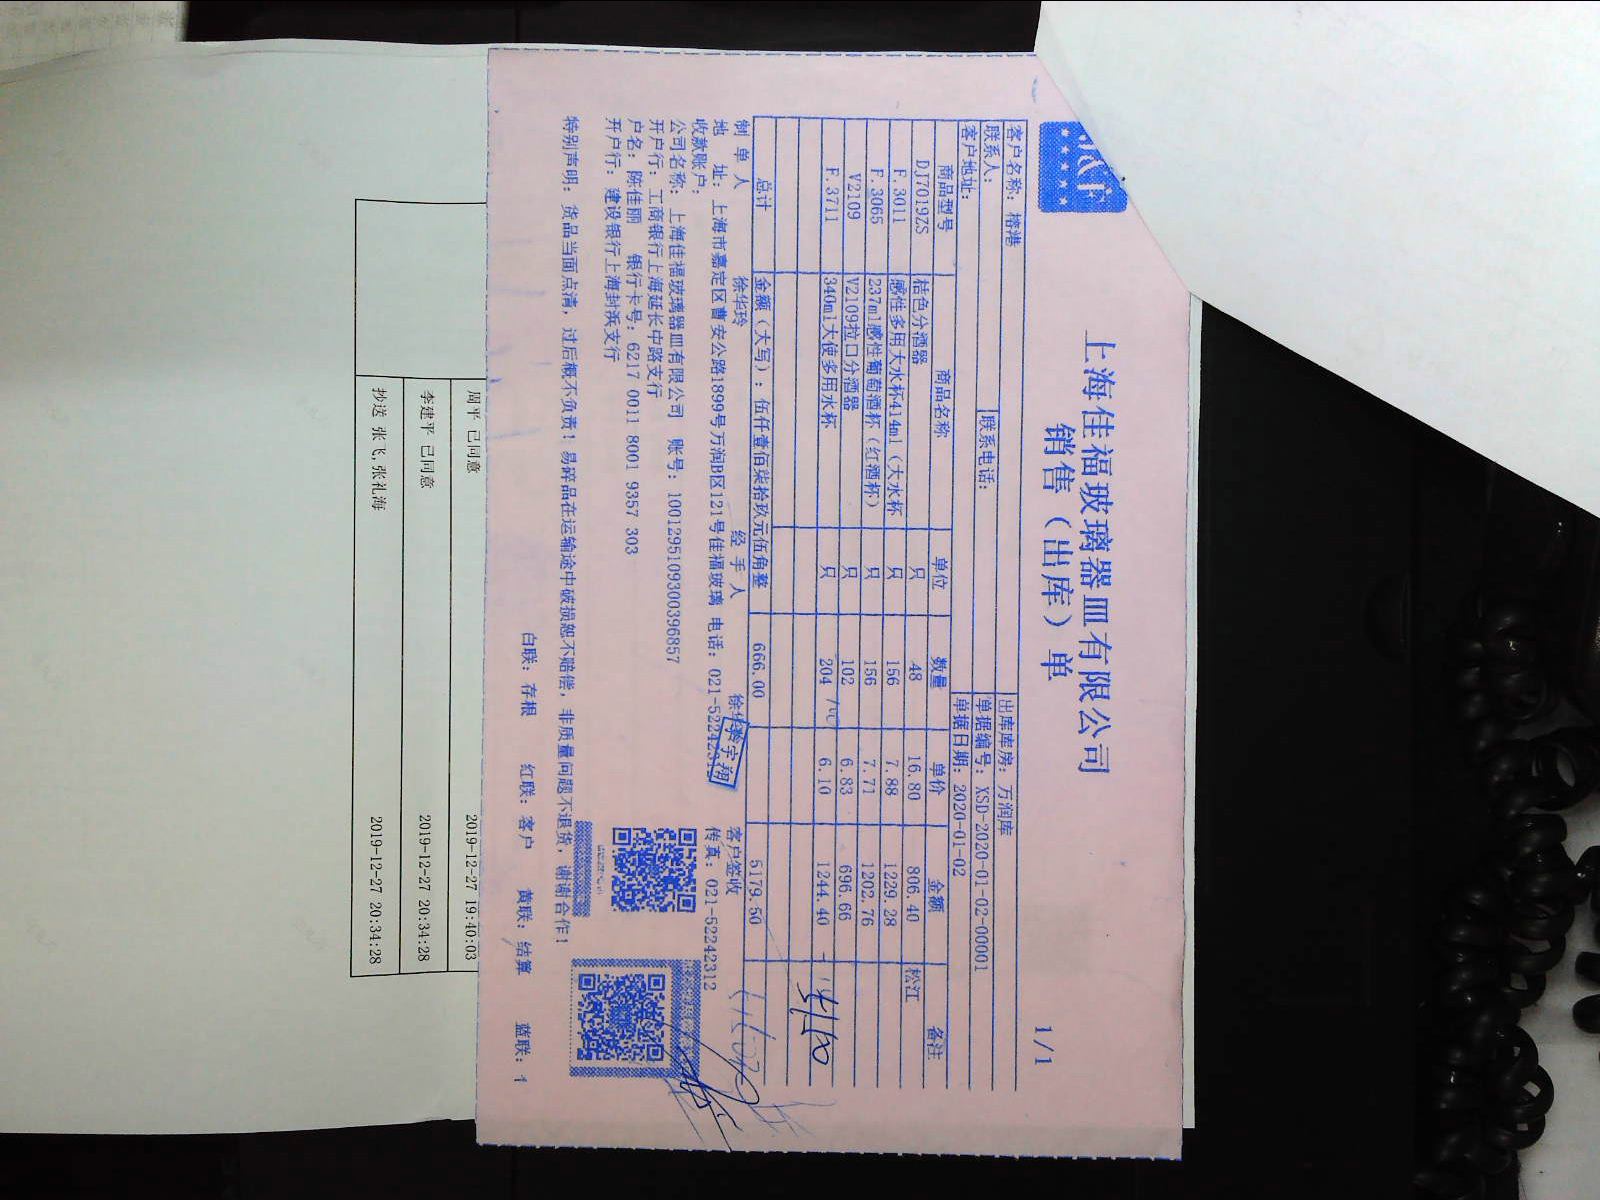 上海佳福玻璃器皿有限公司
销售（出库）单
1/1
客户名称：椿港 出库库房：万润库
联系人： 联系电话： 单据编号：XSD-2020-01-02-00001
客户地址： 单据日期：2020-01-02
商品型号 商品名称 单位 数量 单价 金额 备注
DJ7019ZS 桔色分酒器 只 48 16.80 806.40 松江
F.3011 感性多用大水杯414ml（大水杯 只 156 7.88 1229.28
F.3065 237ml感性葡萄酒杯（红酒杯） 只 156 7.71 1202.76
V2109 V2109拉口分酒器 只 102 6.83 696.66
F.3711 340ml大使多用水杯 只 204 6.10 1244.40
总计 金额（大写）：伍仟壹佰柒拾玖元伍角整 666.00 5179.50
制单人 徐华玲 经手人 徐华 客户签收
地 址：上海市嘉定区曹安公路1899号万润B区121号佳福玻璃 电话：021-52242312 传真：021-52242312
收款账户：
公司名称：上海佳福玻璃器皿有限公司 账号：1001295109300396857
开户行：工商银行上海延长中路支行
户名：陈佳丽 银行卡号：6217 0011 8001 9357 303
开户行：建设银行上海封浜支行
特别声明：货品当面点清，过后概不负责！易碎品在运输途中破损恕不赔偿，非质量问题不退货，谢谢合作！
白联：存根 红联：客户 黄联：结算 蓝联：
周平 已同意 2019-12-27 19:40:03
李建平 已同意 2019-12-27 20:34:28
抄送 张飞,张礼海 2019-12-27 20:34:28